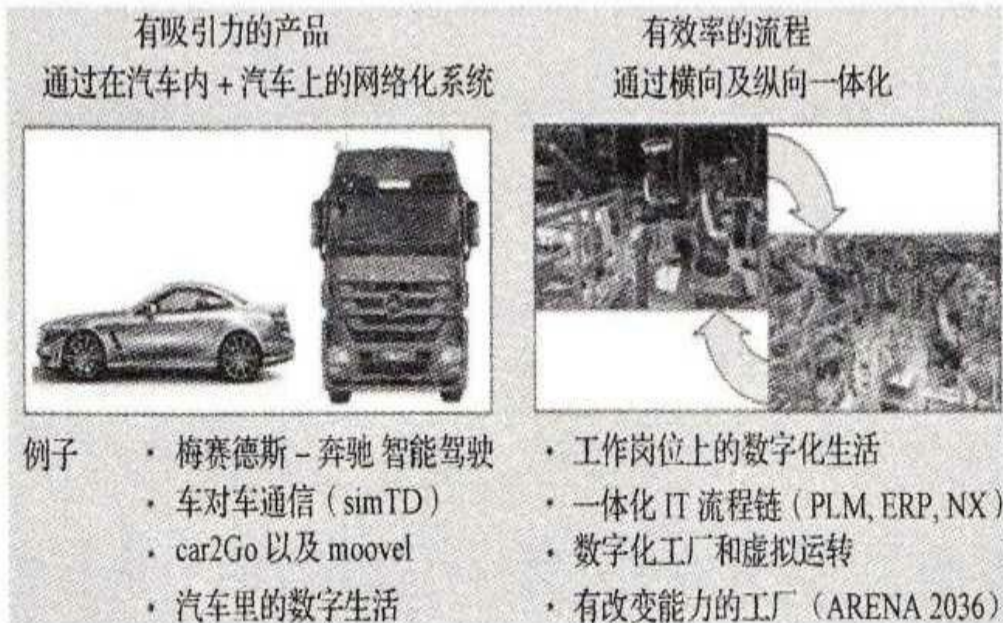 有吸引力的产品
通过在汽车内 + 汽车上的网络化系统
例子
· 梅赛德斯 – 奔驰 智能驾驶
· 车对车通信（simTD）
· car2Go 以及 moovel
· 汽车里的数字生活
有效率的流程
通过横向及纵向一体化
· 工作岗位上的数字化生活
· 一体化 IT 流程链（PLM, ERP, NX）
· 数字化工厂和虚拟运转
· 有改变能力的工厂（ARENA 2036）